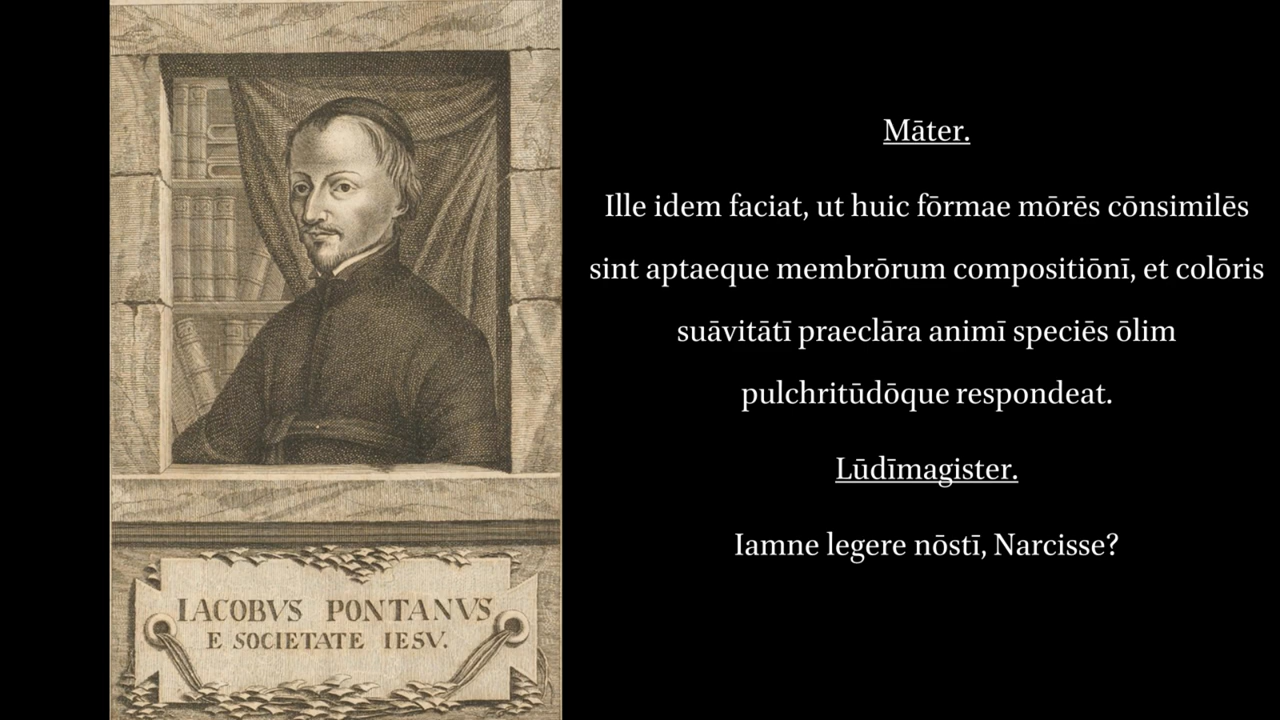 Māter.
Ille idem faciat, ut huic fōrmae mōrēs cōnsimilēs
sint aptaeque membrōrum compositiōnī, et colōris
suāvitātī praeclāra animī speciēs ōlim
pulchritūdōque respondeat.
Lūdīmagister.
Iamne legere nōstī, Narcisse?
IACOBVS PONTANVS
E SOCIETATE IESV.